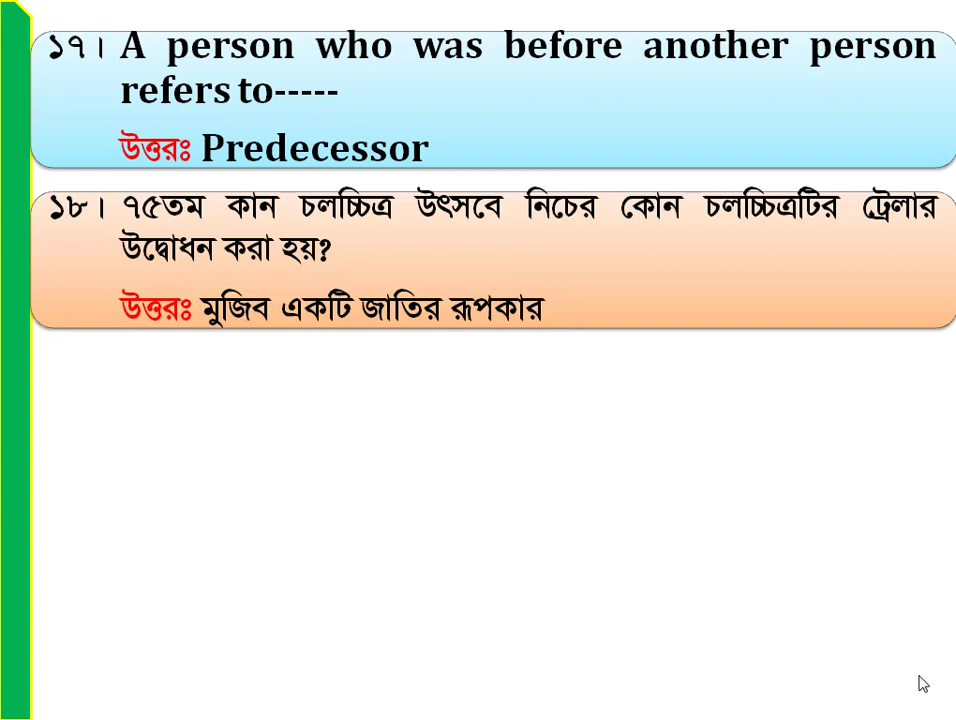 ১৭। A person who was before another person
refers to-----
উত্তরঃ Predecessor
১৮। ৭৫তম কান চলচ্চিত্র উৎসবে নিচের কোন চলচ্চিত্রটির ট্রেলার
উদ্বোধন করা হয়?
উত্তরঃ মুজিব একটি জাতির রূপকার